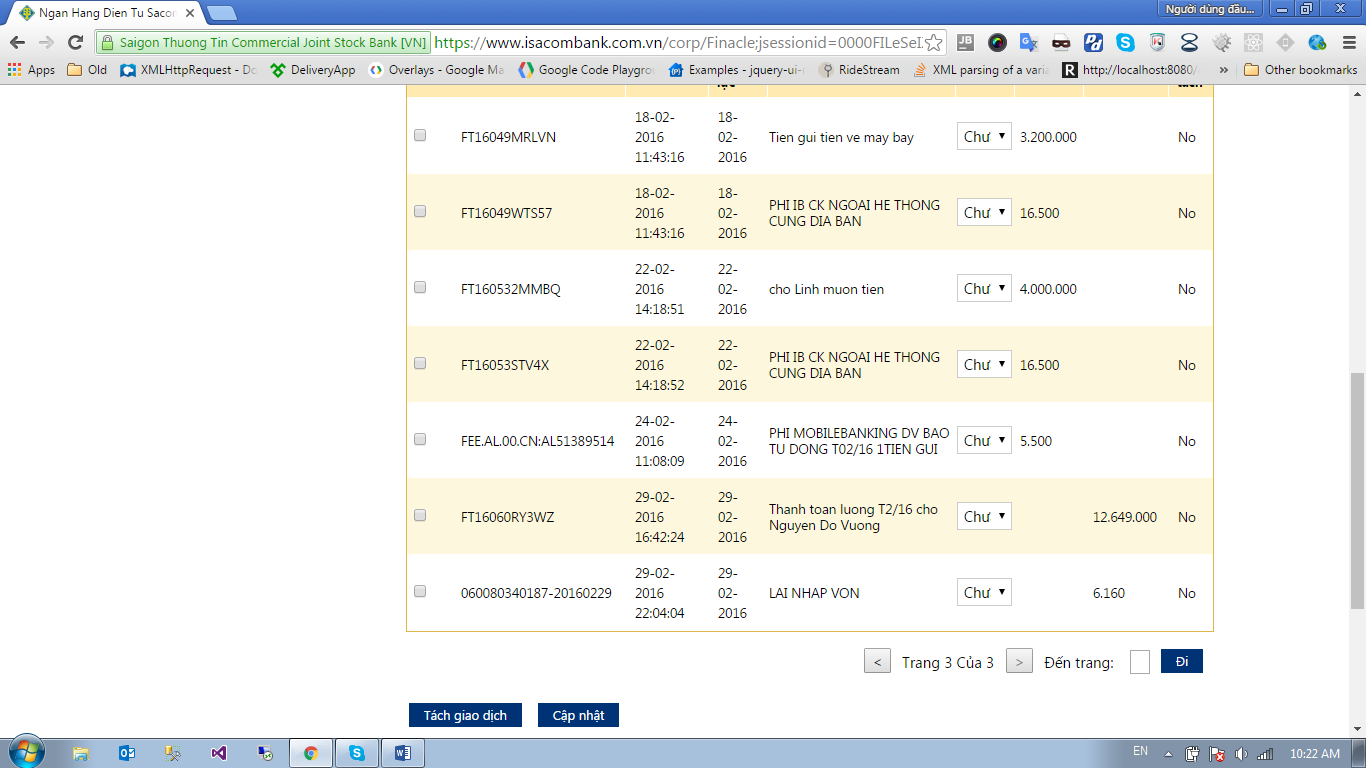 Ngan Hang Dien Tu Sacom
Người dùng đầu...
Saigon Thuong Tin Commercial Joint Stock Bank [VN] https://www.isacombank.com.vn/corp/Finacle;jsessionid=0000FILeSeI
Apps Old XMLHttpRequest - Do DeliveryApp Overlays - Google Ma Google Code Playgrou Examples - jquery-ui- RideStream XML parsing of a varia http://localhost:8080/ » Other bookmarks
18-02-
2016
11:43:16
18-
02-
2016
FT16049MRLVN
Tien gui tien ve may bay
Chư
3.200.000
No
18-02-
2016
11:43:16
18-
02-
2016
FT16049WTS57
PHI IB CK NGOAI HE THONG
CUNG DIA BAN
Chư
16.500
No
22-02-
2016
14:18:51
22-
02-
2016
FT160532MMBQ
cho Linh muon tien
Chư
4.000.000
No
22-02-
2016
14:18:52
22-
02-
2016
FT16053STV4X
PHI IB CK NGOAI HE THONG
CUNG DIA BAN
Chư
16.500
No
24-02-
2016
11:08:09
24-
02-
2016
FEE.AL.00.CN:AL51389514
PHI MOBILEBANKING DV BAO
TU DONG T02/16 1TIEN GUI
Chư
5.500
No
29-02-
2016
16:42:24
29-
02-
2016
FT16060RY3WZ
Thanh toan luong T2/16 cho
Nguyen Do Vuong
Chư
12.649.000
No
29-02-
2016
22:04:04
29-
02-
2016
060080340187-20160229
LAI NHAP VON
Chư
6.160
No
< Trang 3 Của 3 > Đến trang: Đi
Tách giao dịch Cập nhật
EN 10:22 AM